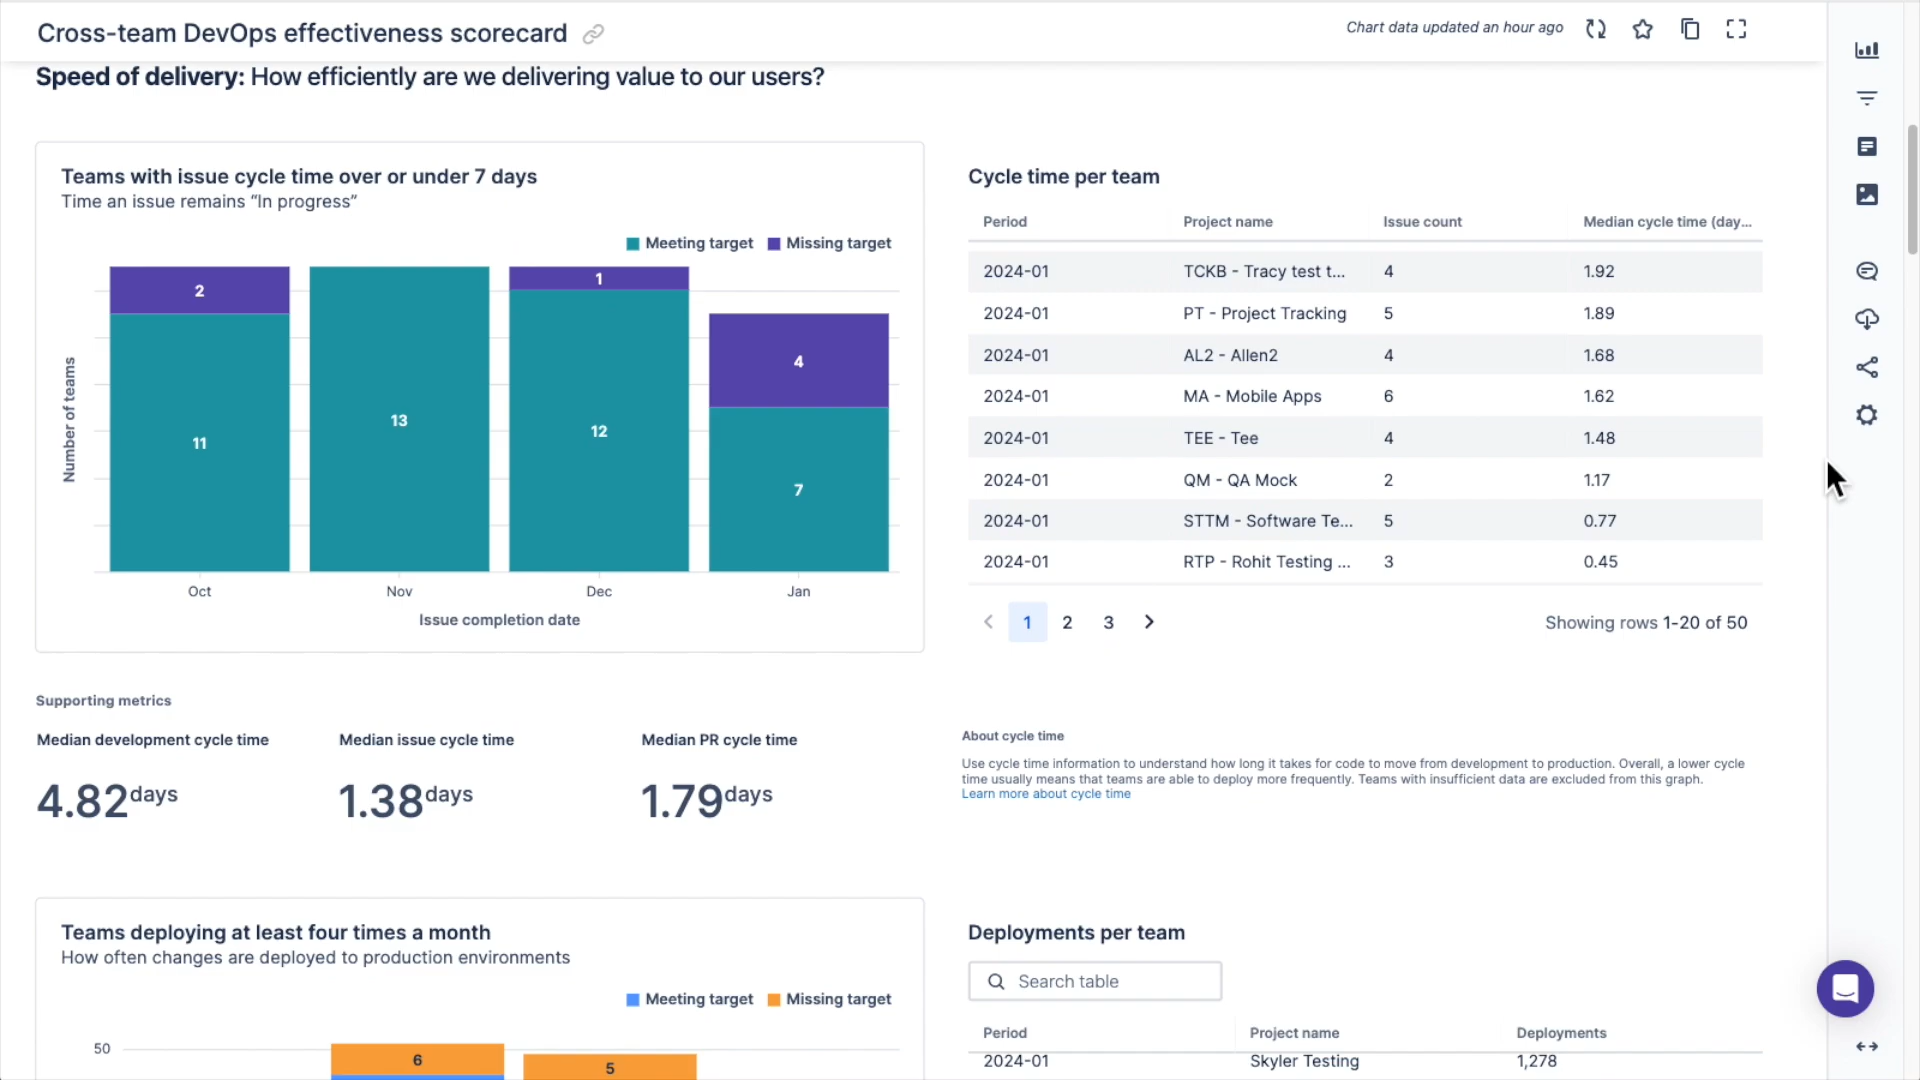 Cross-team DevOps effectiveness scorecard
Chart data updated an hour ago
Speed of delivery: How efficiently are we delivering value to our users?
Teams with issue cycle time over or under 7 days
Time an issue remains “In progress”
Meeting target Missing target
Number of teams
2
11
13
1
12
4
7
Oct Nov Dec Jan
Issue completion date
Cycle time per team
Period Project name Issue count Median cycle time (day...
2024-01 TCKB - Tracy test t... 4 1.92
2024-01 PT - Project Tracking 5 1.89
2024-01 AL2 - Allen2 4 1.68
2024-01 MA - Mobile Apps 6 1.62
2024-01 TEE - Tee 4 1.48
2024-01 QM - QA Mock 2 1.17
2024-01 STTM - Software Te... 5 0.77
2024-01 RTP - Rohit Testing ... 3 0.45
1 2 3
Showing rows 1-20 of 50
Supporting metrics
Median development cycle time
4.82 days
Median issue cycle time
1.38 days
Median PR cycle time
1.79 days
About cycle time
Use cycle time information to understand how long it takes for code to move from development to production. Overall, a lower cycle
time usually means that teams are able to deploy more frequently. Teams with insufficient data are excluded from this graph.
Learn more about cycle time
Teams deploying at least four times a month
How often changes are deployed to production environments
Meeting target Missing target
50
6
5
Deployments per team
Search table
Period Project name Deployments
2024-01 Skyler Testing 1,278